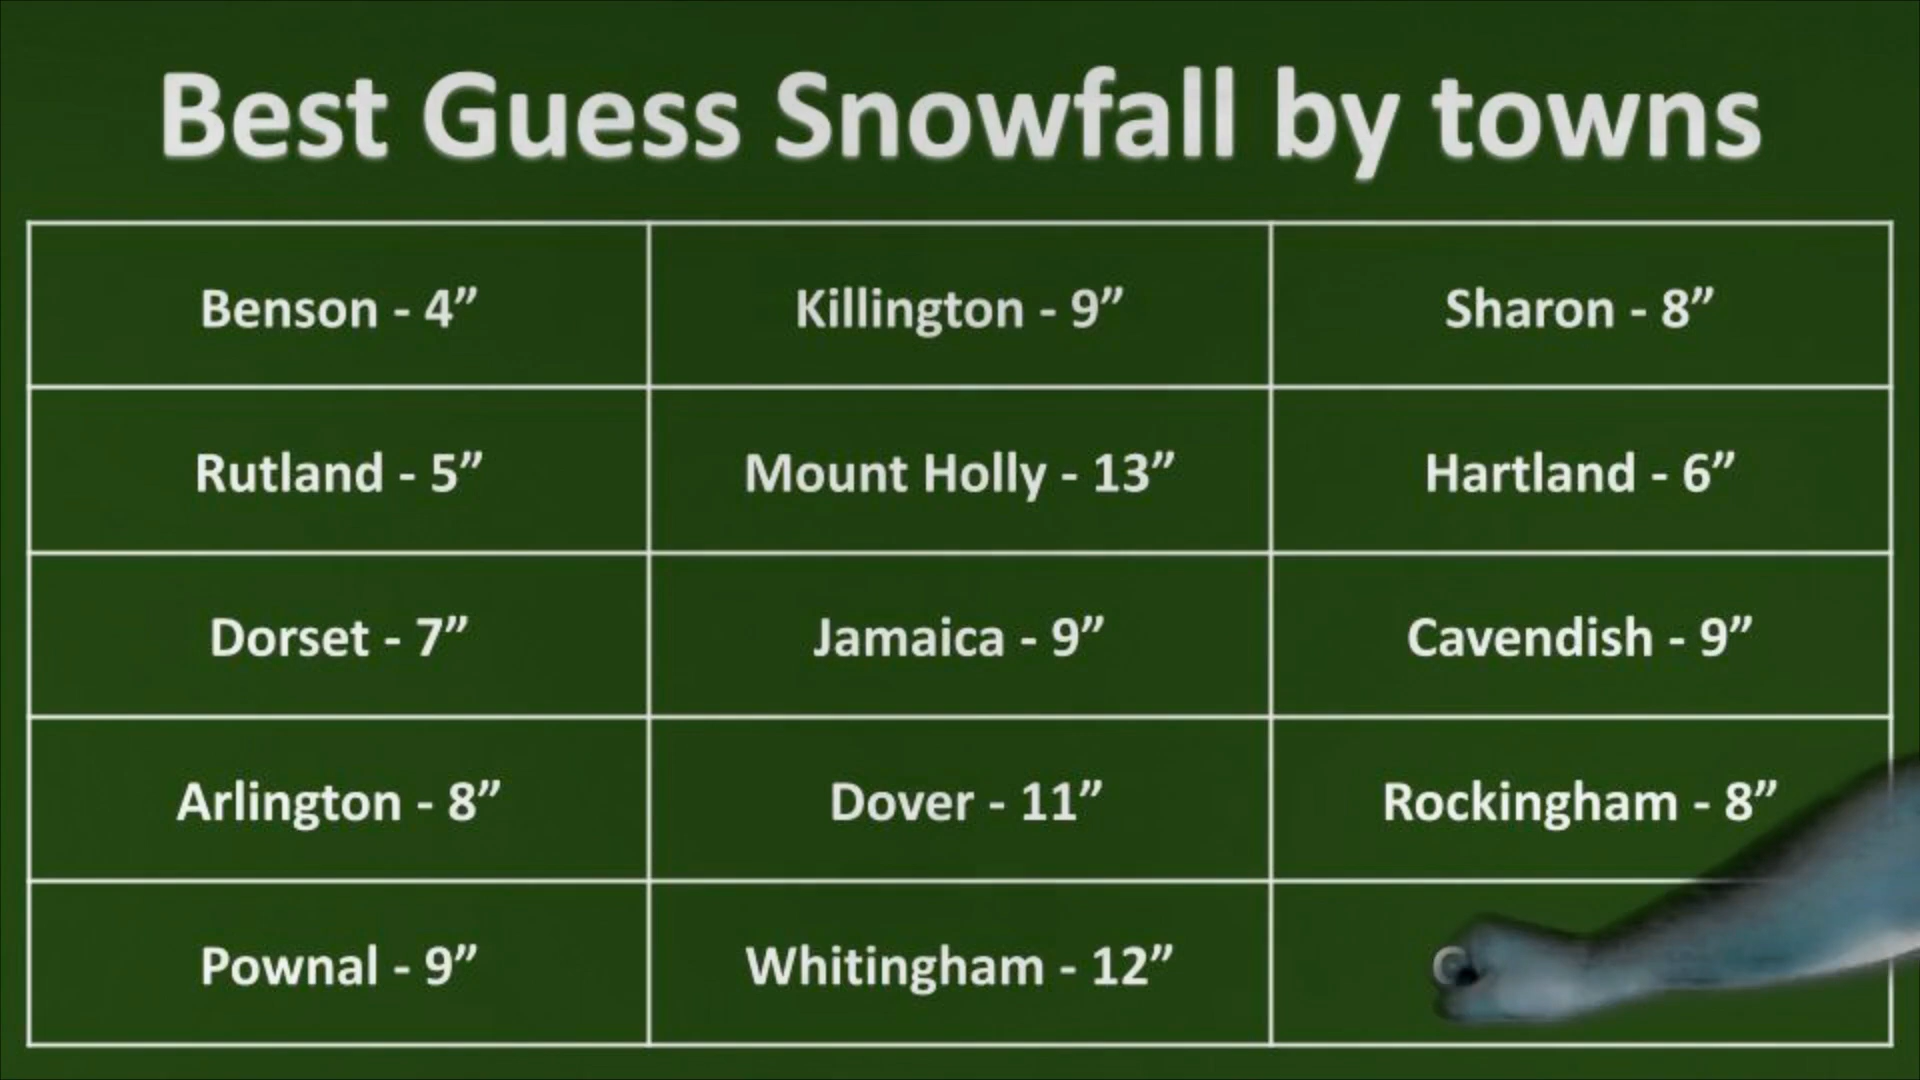 Best Guess Snowfall by towns
Benson - 4”
Killington - 9”
Sharon - 8”
Rutland - 5”
Mount Holly - 13”
Hartland - 6”
Dorset - 7”
Jamaica - 9”
Cavendish - 9”
Arlington - 8”
Dover - 11”
Rockingham - 8”
Pownal - 9”
Whitingham - 12”